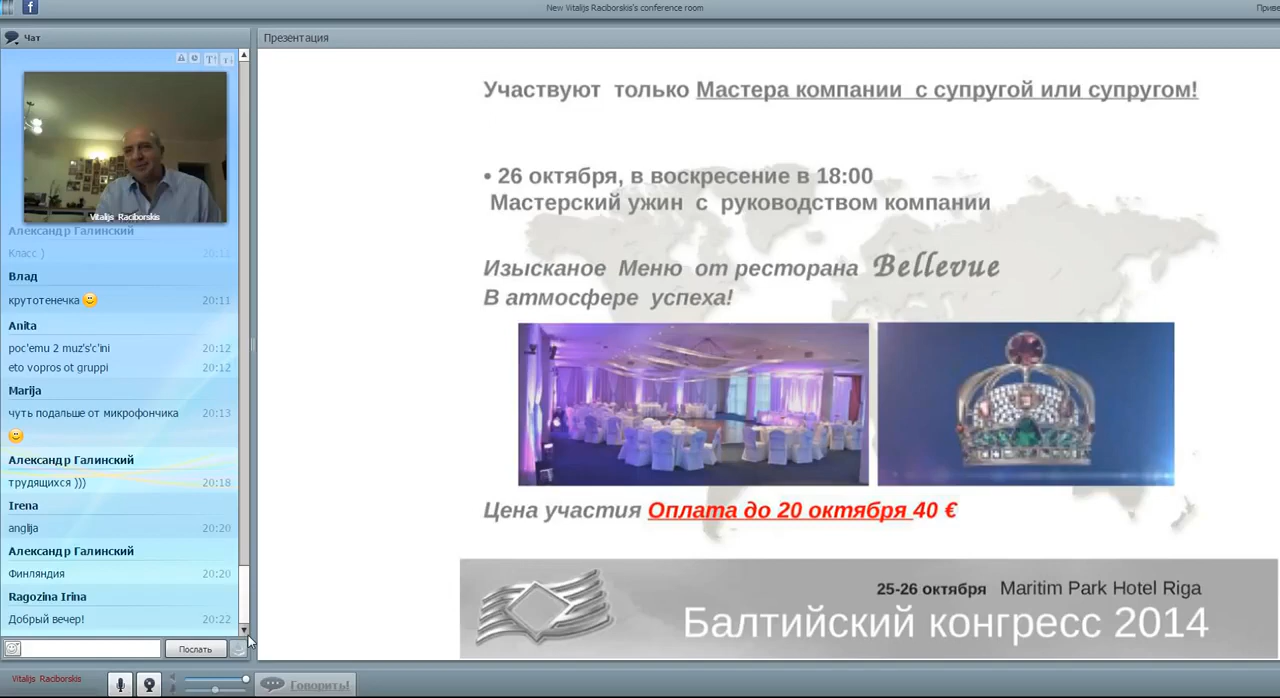 f
New Vitalijs Raciborskis's conference room
Приве
Чат
Презентация
Vitalijs Raciborskis
Александр Галинский
Класс )
Влад
крутотенечка 20:11
Anita
poc'emu 2 muz's'c'ini 20:12
eto vopros ot gruppi 20:12
Marija
чуть подальше от микрофончика 20:13
Александр Галинский
трудящихся ))) 20:18
Irena
anglija 20:20
Александр Галинский
Финляндия 20:20
Ragozina Irina
Добрый вечер! 20:22
Послать
Vitalijs Raciborskis
Говорить!
Участвуют только Мастера компании с супругой или супругом!
• 26 октября, в воскресение в 18:00
Мастерский ужин с руководством компании
Изысканое Меню от ресторана Bellevue
В атмосфере успеха!
Цена участия Оплата до 20 октября 40 €
25-26 октября Maritim Park Hotel Riga
Балтийский конгресс 2014